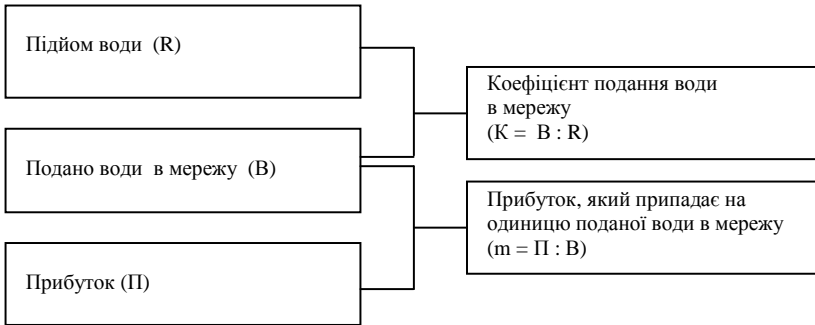 Підйом води (R)
Подано води в мережу (В)
Прибуток (П)
Коефіцієнт подання води
в мережу
(К = В : R)
Прибуток, який припадає на
одиницю поданої води в мережу
(m = П : В)